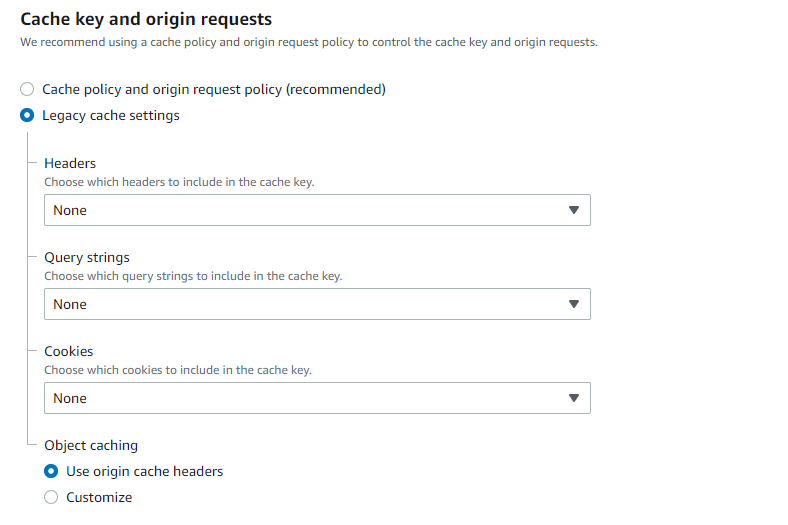 Cache key and origin requests
We recommend using a cache policy and origin request policy to control the cache key and origin requests.
Cache policy and origin request policy (recommended)
Legacy cache settings
Headers
Choose which headers to include in the cache key.
None
Query strings
Choose which query strings to include in the cache key.
None
Cookies
Choose which cookies to include in the cache key.
None
Object caching
Use origin cache headers
Customize